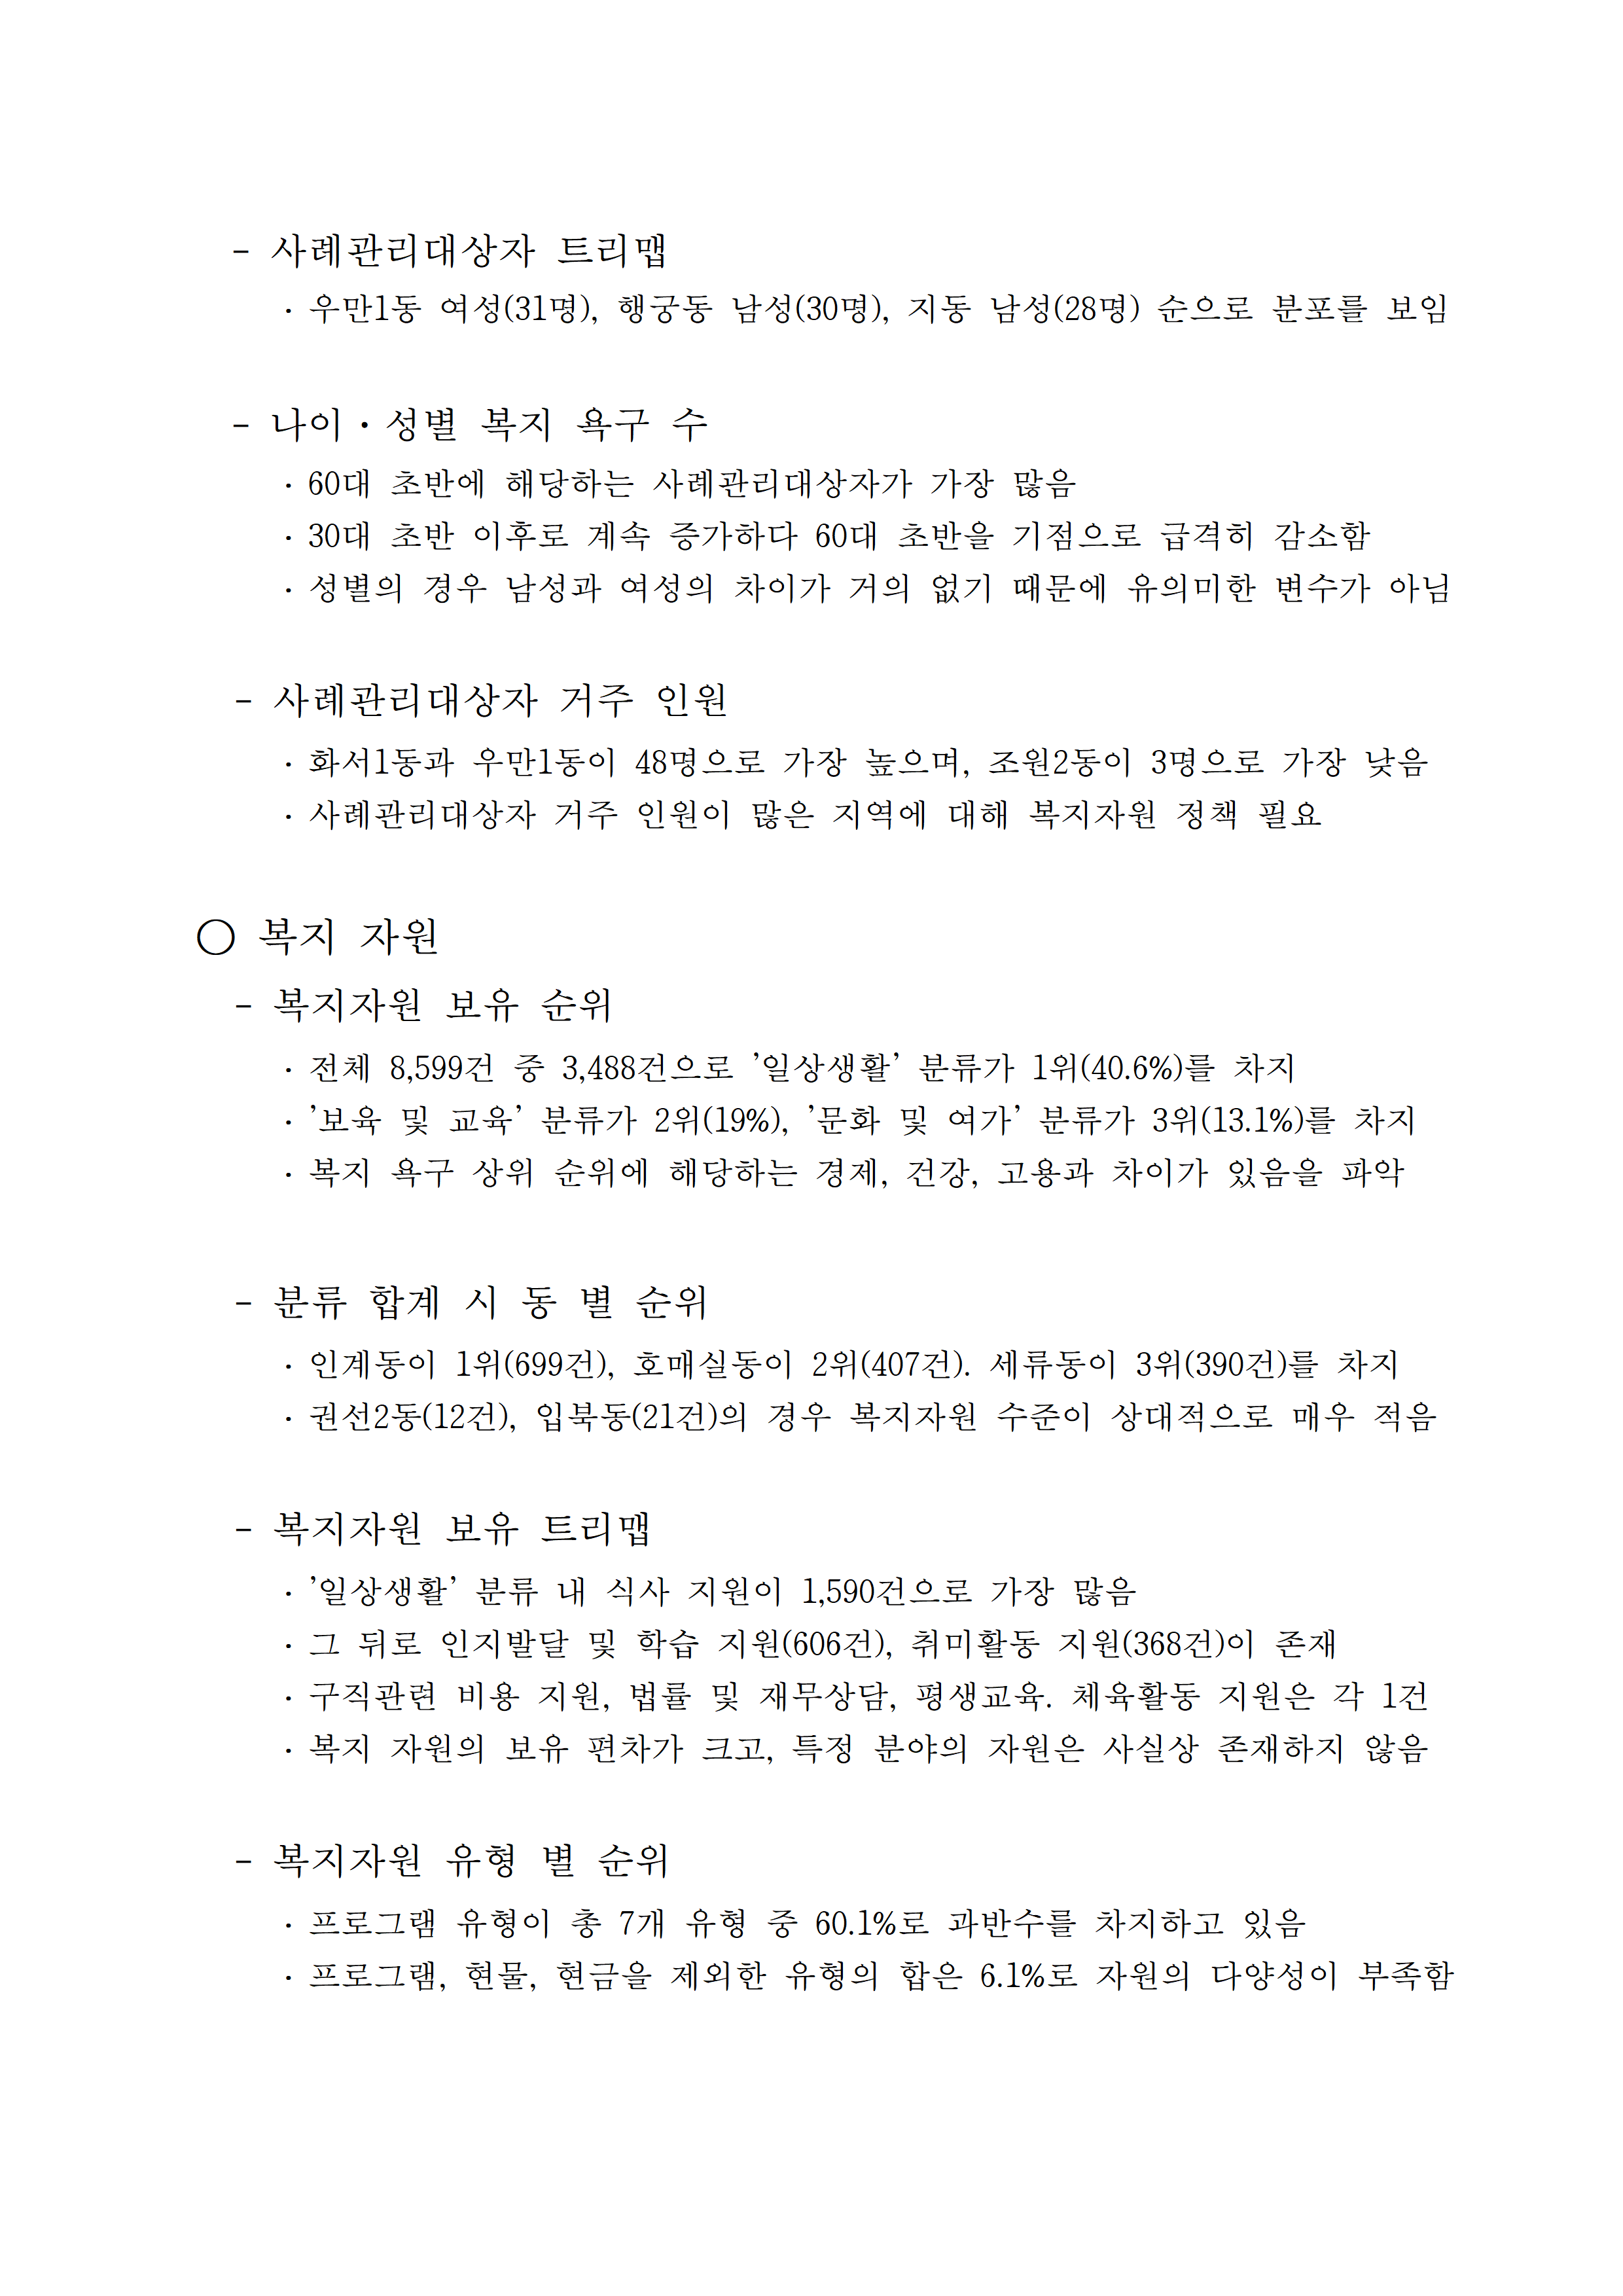 - 사례관리대상자 트리맵
· 우만1동 여성(31명), 행궁동 남성(30명), 지동 남성(28명) 순으로 분포를 보임
- 나이·성별 복지 욕구 수
· 60대 초반에 해당하는 사례관리대상자가 가장 많음
· 30대 초반 이후로 계속 증가하다 60대 초반을 기점으로 급격히 감소함
· 성별의 경우 남성과 여성의 차이가 거의 없기 때문에 유의미한 변수가 아님
- 사례관리대상자 거주 인원
· 화서1동과 우만1동이 48명으로 가장 높으며, 조원2동이 3명으로 가장 낮음
· 사례관리대상자 거주 인원이 많은 지역에 대해 복지자원 정책 필요
○ 복지 자원
- 복지자원 보유 순위
· 전체 8,599건 중 3,488건으로 ’일상생활’ 분류가 1위(40.6%)를 차지
· ’보육 및 교육’ 분류가 2위(19%), ’문화 및 여가’ 분류가 3위(13.1%)를 차지
· 복지 욕구 상위 순위에 해당하는 경제, 건강, 고용과 차이가 있음을 파악
- 분류 합계 시 동 별 순위
· 인계동이 1위(699건), 호매실동이 2위(407건). 세류동이 3위(390건)를 차지
· 권선2동(12건), 입북동(21건)의 경우 복지자원 수준이 상대적으로 매우 적음
- 복지자원 보유 트리맵
· ’일상생활’ 분류 내 식사 지원이 1,590건으로 가장 많음
· 그 뒤로 인지발달 및 학습 지원(606건), 취미활동 지원(368건)이 존재
· 구직관련 비용 지원, 법률 및 재무상담, 평생교육. 체육활동 지원은 각 1건
· 복지 자원의 보유 편차가 크고, 특정 분야의 자원은 사실상 존재하지 않음
- 복지자원 유형 별 순위
· 프로그램 유형이 총 7개 유형 중 60.1%로 과반수를 차지하고 있음
· 프로그램, 현물, 현금을 제외한 유형의 합은 6.1%로 자원의 다양성이 부족함